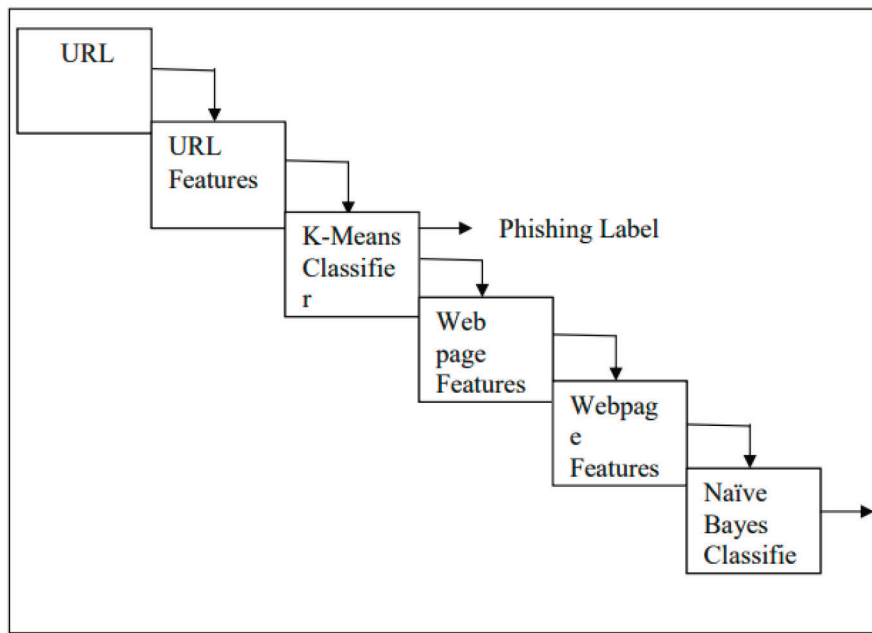 URL
URL
Features
K-Means
Classifie
r
Phishing Label
Web
page
Features
Webpag
e
Features
Naïve
Bayes
Classifie